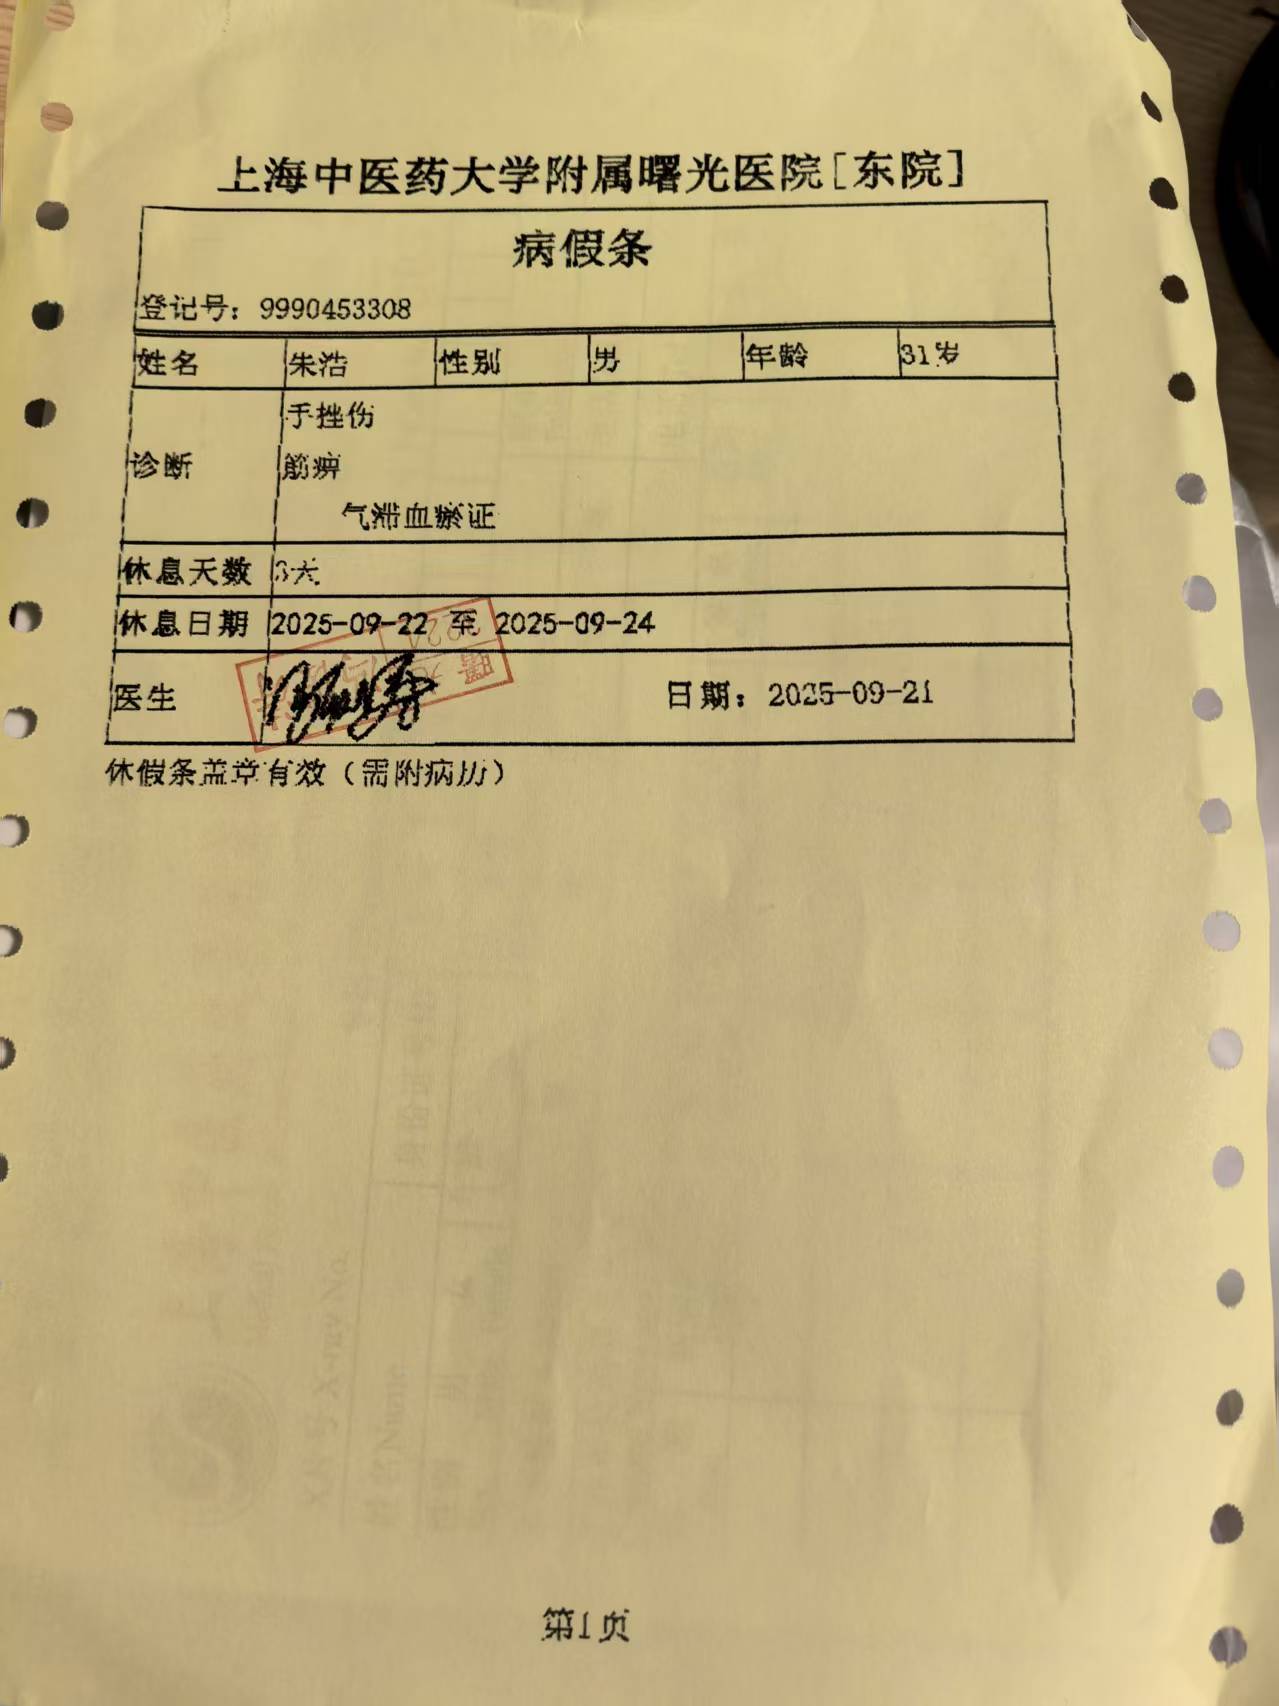 上海中医药大学附属曙光医院[东院]
病假条
登记号：9990453308
姓名 朱浩 性别 男 年龄 31岁
手挫伤
诊断 筋痹
气滞血瘀证
休息天数 3天
休息日期 2025-09-22 至 2025-09-24
医生 日期：2025-09-21
休假条盖章有效（需附病历）
第1页